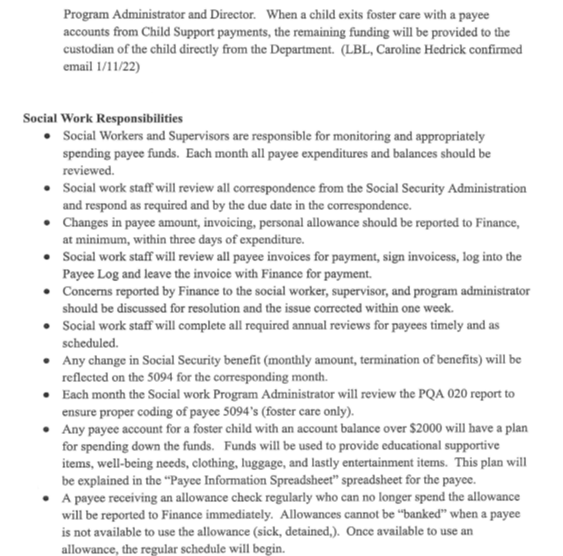 Program Administrator and Director. When a child exits foster care with a payee
accounts from Child Support payments, the remaining funding will be provided to the
custodian of the child directly from the Department. (LBL, Caroline Hedrick confirmed
email 1/11/22)
Social Work Responsibilities
• Social Workers and Supervisors are responsible for monitoring and appropriately
spending payee funds. Each month all payee expenditures and balances should be
reviewed.
• Social work staff will review all correspondence from the Social Security Administration
and respond as required and by the due date in the correspondence.
• Changes in payee amount, invoicing, personal allowance should be reported to Finance,
at minimum, within three days of expenditure.
• Social work staff will review all payee invoices for payment, sign invoicess, log into the
Payee Log and leave the invoice with Finance for payment.
• Concerns reported by Finance to the social worker, supervisor, and program administrator
should be discussed for resolution and the issue corrected within one week.
• Social work staff will complete all required annual reviews for payees timely and as
scheduled.
• Any change in Social Security benefit (monthly amount, termination of benefits) will be
reflected on the 5094 for the corresponding month.
• Each month the Social work Program Administrator will review the PQA 020 report to
ensure proper coding of payee 5094's (foster care only).
• Any payee account for a foster child with an account balance over $2000 will have a plan
for spending down the funds. Funds will be used to provide educational supportive
items, well-being needs, clothing, luggage, and lastly entertainment items. This plan will
be explained in the "Payee Information Spreadsheet" spreadsheet for the payee.
• A payee receiving an allowance check regularly who can no longer spend the allowance
will be reported to Finance immediately. Allowances cannot be "banked" when a payee
is not available to use the allowance (sick, detained,). Once available to use an
allowance, the regular schedule will begin.